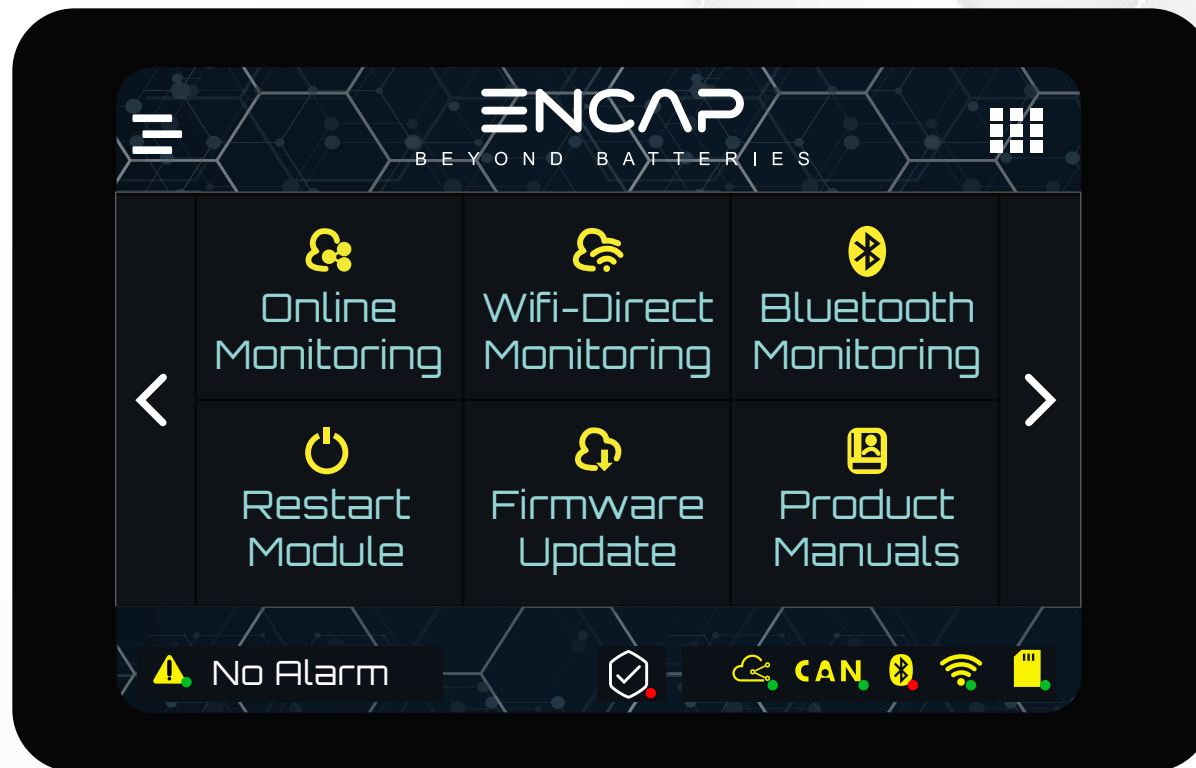 ENCAP
BEYOND BATTERIES
Online
Monitoring
Wifi-Direct
Monitoring
Bluetooth
Monitoring
Restart
Module
Firmware
Update
Product
Manuals
No Alarm
CAN